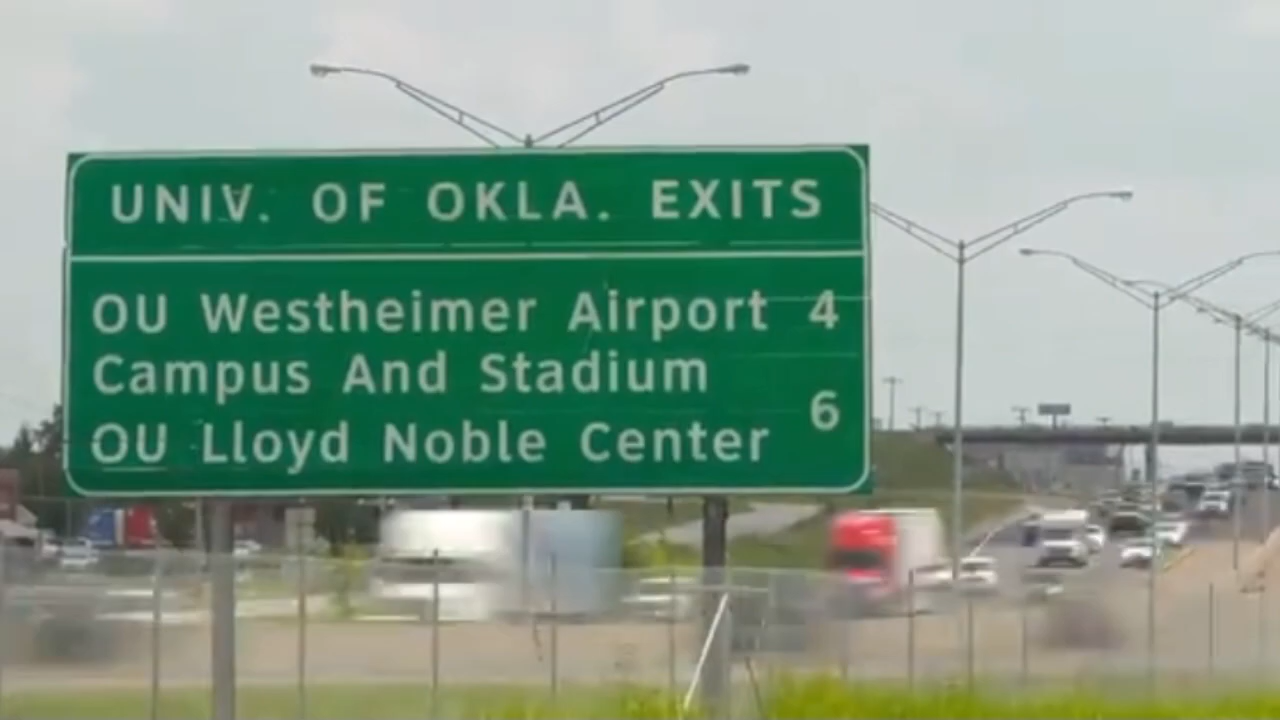 UNIV. OF OKLA. EXITS
OU Westheimer Airport 4
Campus And Stadium
6
OU Lloyd Noble Center